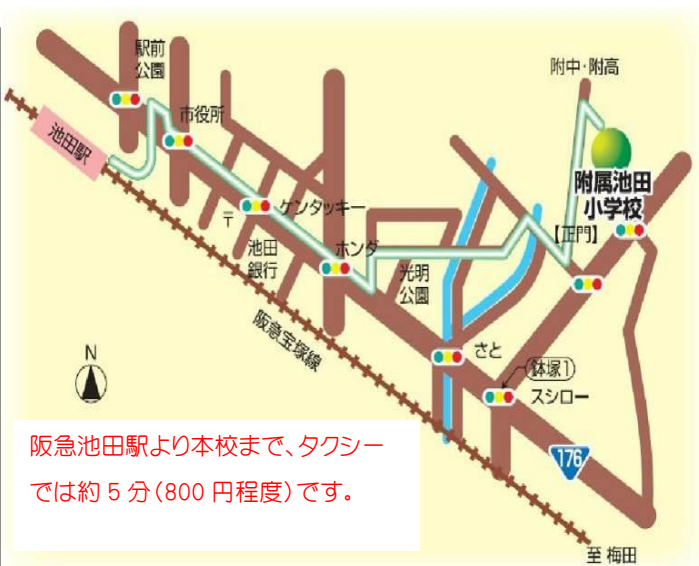 駅前
公園
附中・附高
市役所
池田駅
附属池田
小学校
ケンタッキー
〒
【正門】
池田
銀行
ホンダ
光明
公園
阪急宝塚線
さと
N
鉢塚1
スシロー
阪急池田駅より本校まで、タクシー
では約5分(800円程度)です。
176
至 梅田